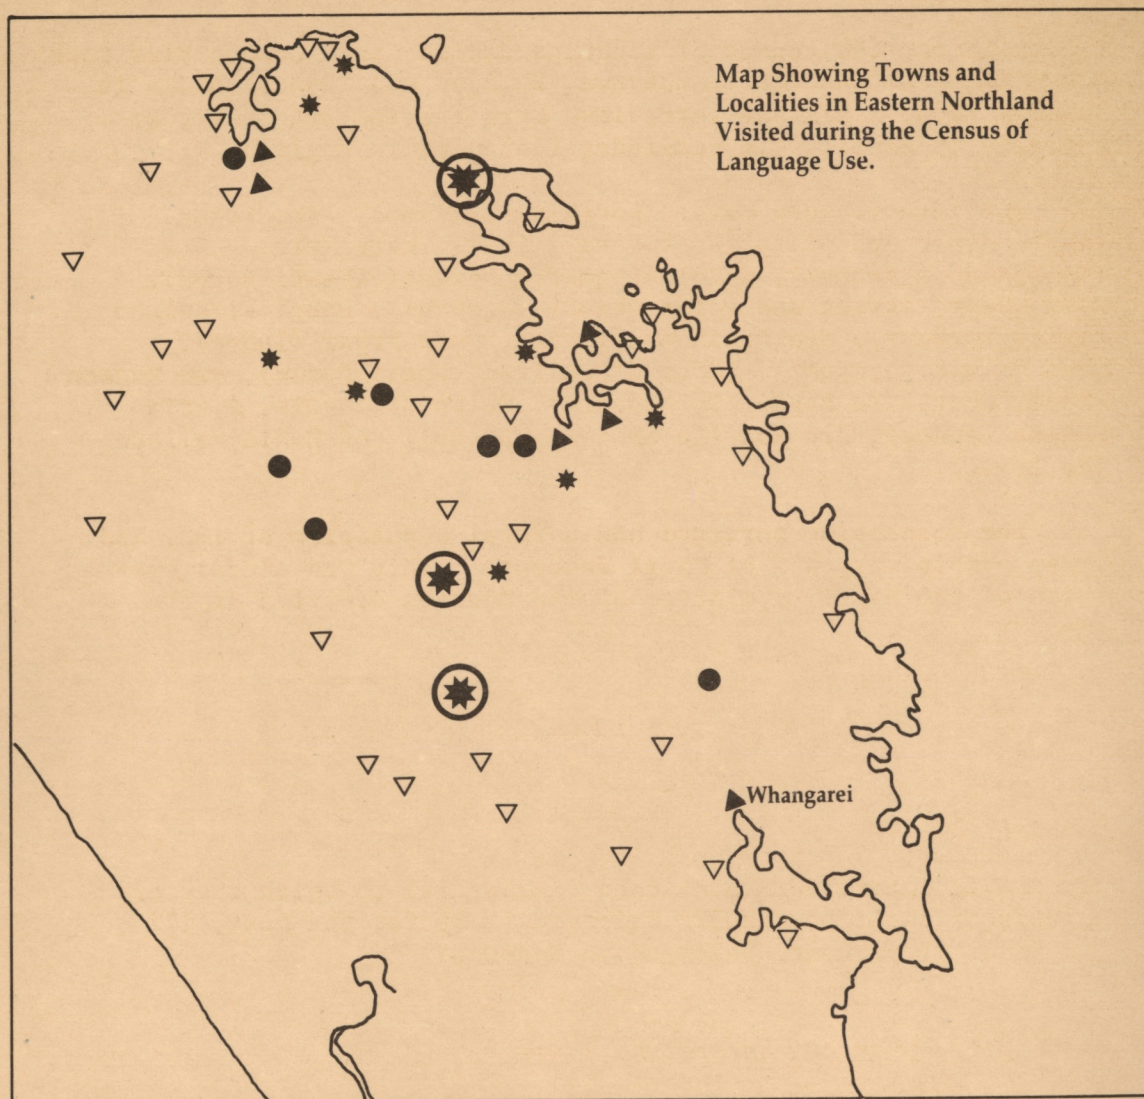 Map Showing Towns and
Localities in Eastern Northland
Visited during the Census of
Language Use.
Whangarei